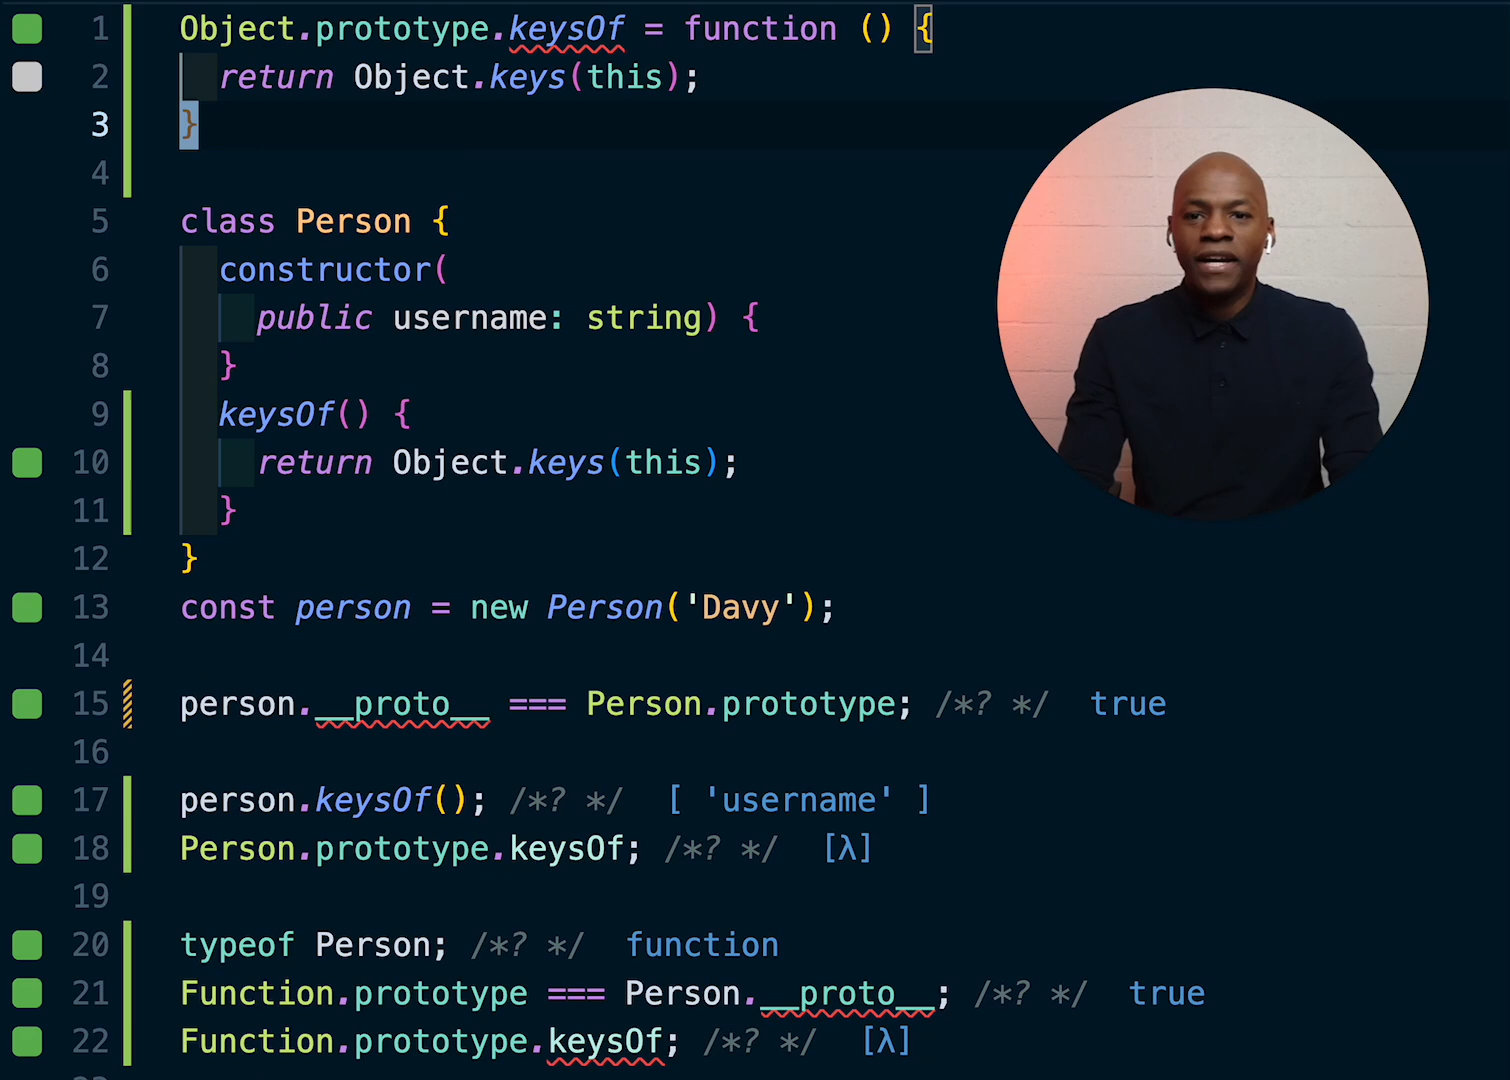 1 Object.prototype.keysOf = function () {
2 return Object.keys(this);
3 }
4
5 class Person {
6 constructor(
7 public username: string) {
8 }
9 keysOf() {
10 return Object.keys(this);
11 }
12 }
13 const person = new Person('Davy');
14
15 person.__proto__ === Person.prototype; /*? */ true
16
17 person.keysOf(); /*? */ [ 'username' ]
18 Person.prototype.keysOf; /*? */ [λ]
19
20 typeof Person; /*? */ function
21 Function.prototype === Person.__proto__; /*? */ true
22 Function.prototype.keysOf; /*? */ [λ]